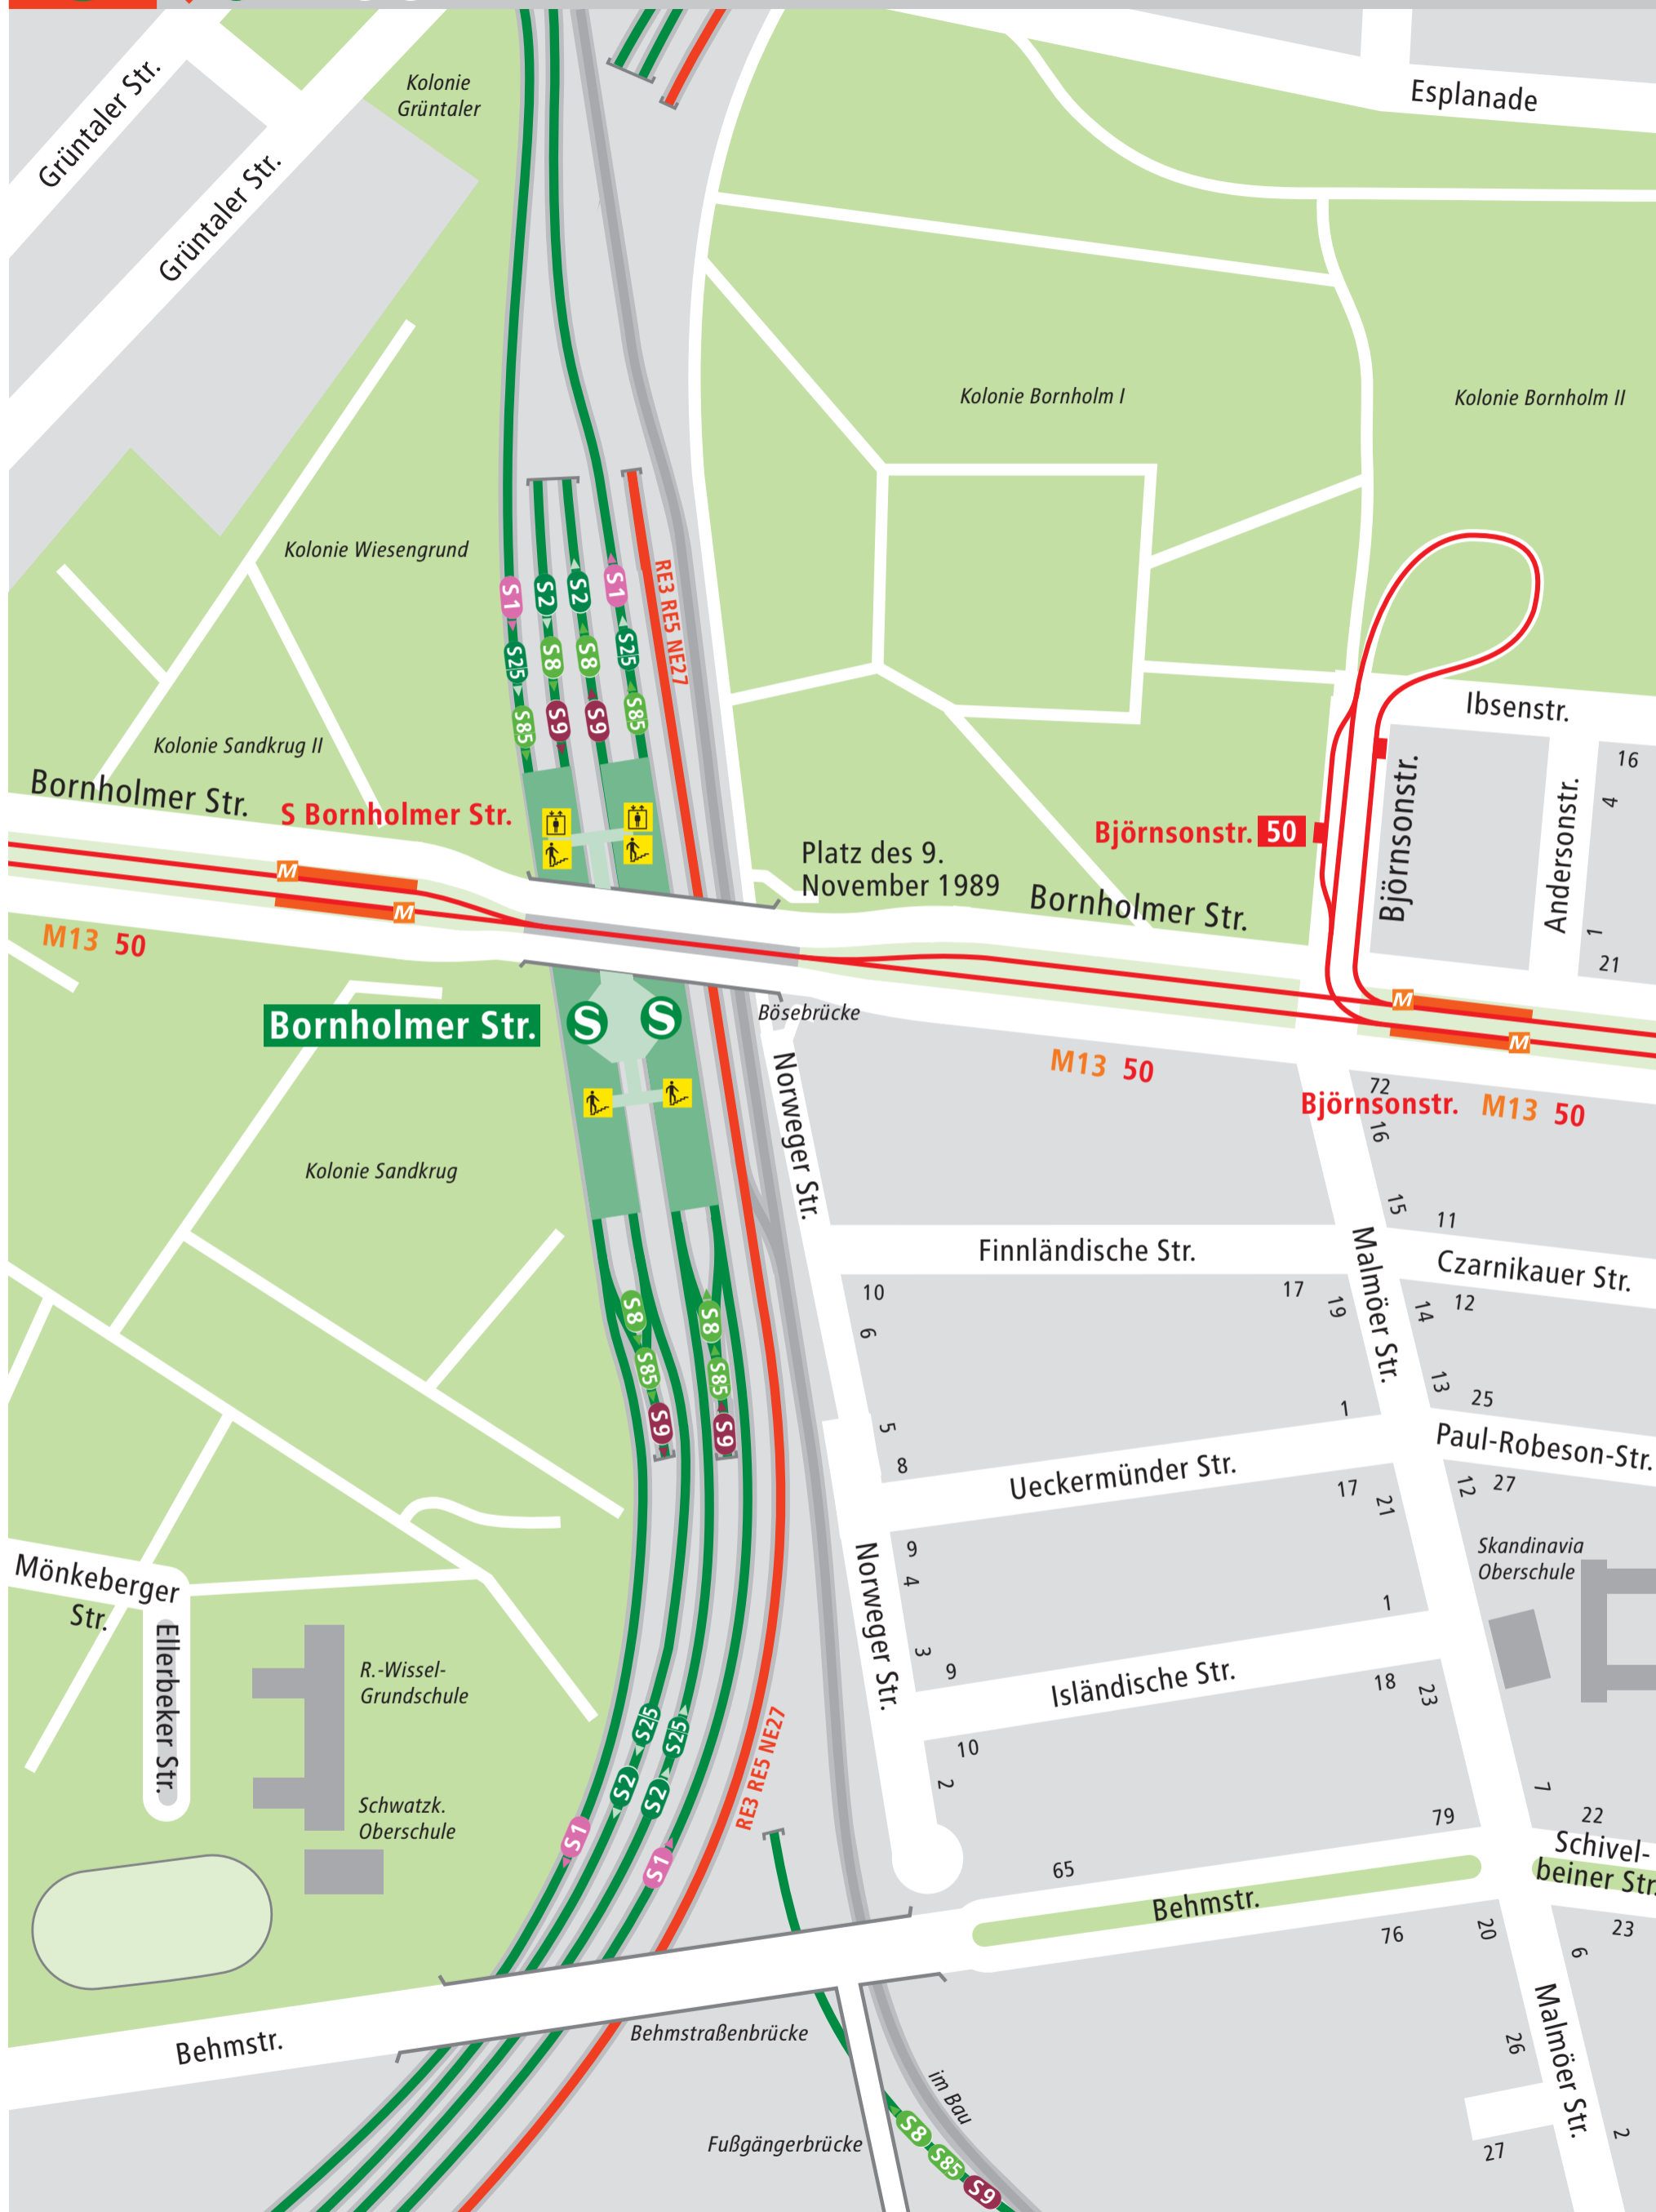 Grüntaler Str.
Grüntaler Str.
Kolonie
Grüntaler
Esplanade
Kolonie Bornholm I
Kolonie Bornholm II
Kolonie Wiesengrund
S1
S2
S2
S1
S25
S8
S8
S25
S85
S9
S9
S85
RE3 RE5 NE27
Kolonie Sandkrug II
Bornholmer Str.
S Bornholmer Str.
M
M
M13 50
Platz des 9.
November 1989
Bornholmer Str.
Ibsenstr.
Björnsonstr. 50
Björnsonstr.
Andersonstr.
16
4
1
21
Bornholmer Str.
S
S
Bösebrücke
M
M
M13 50
72
Björnsonstr. M13 50
16
15
11
Kolonie Sandkrug
Norweger Str.
Finnländische Str.
Malmöer Str.
Czarnikauer Str.
10
6
17
19
14
12
13
25
S8
S85
S9
S8
S85
S9
5
8
1
Ueckermünder Str.
Paul-Robeson-Str.
17
21
12
27
Skandinavia
Oberschule
Mönkeberger
Str.
Ellerbeker Str.
R.-Wissel-
Grundschule
Schwatzk.
Oberschule
Norweger Str.
9
4
3
9
1
Isländische Str.
18
23
10
2
S25
S25
S2
S2
S1
S1
RE3 RE5 NE27
7
22
79
65
Schivel-
beiner Str.
Behmstr.
76
20
23
6
Behmstr.
Behmstraßenbrücke
im Bau
Malmöer Str.
26
Fußgängerbrücke
S8
S85
S9
27
2